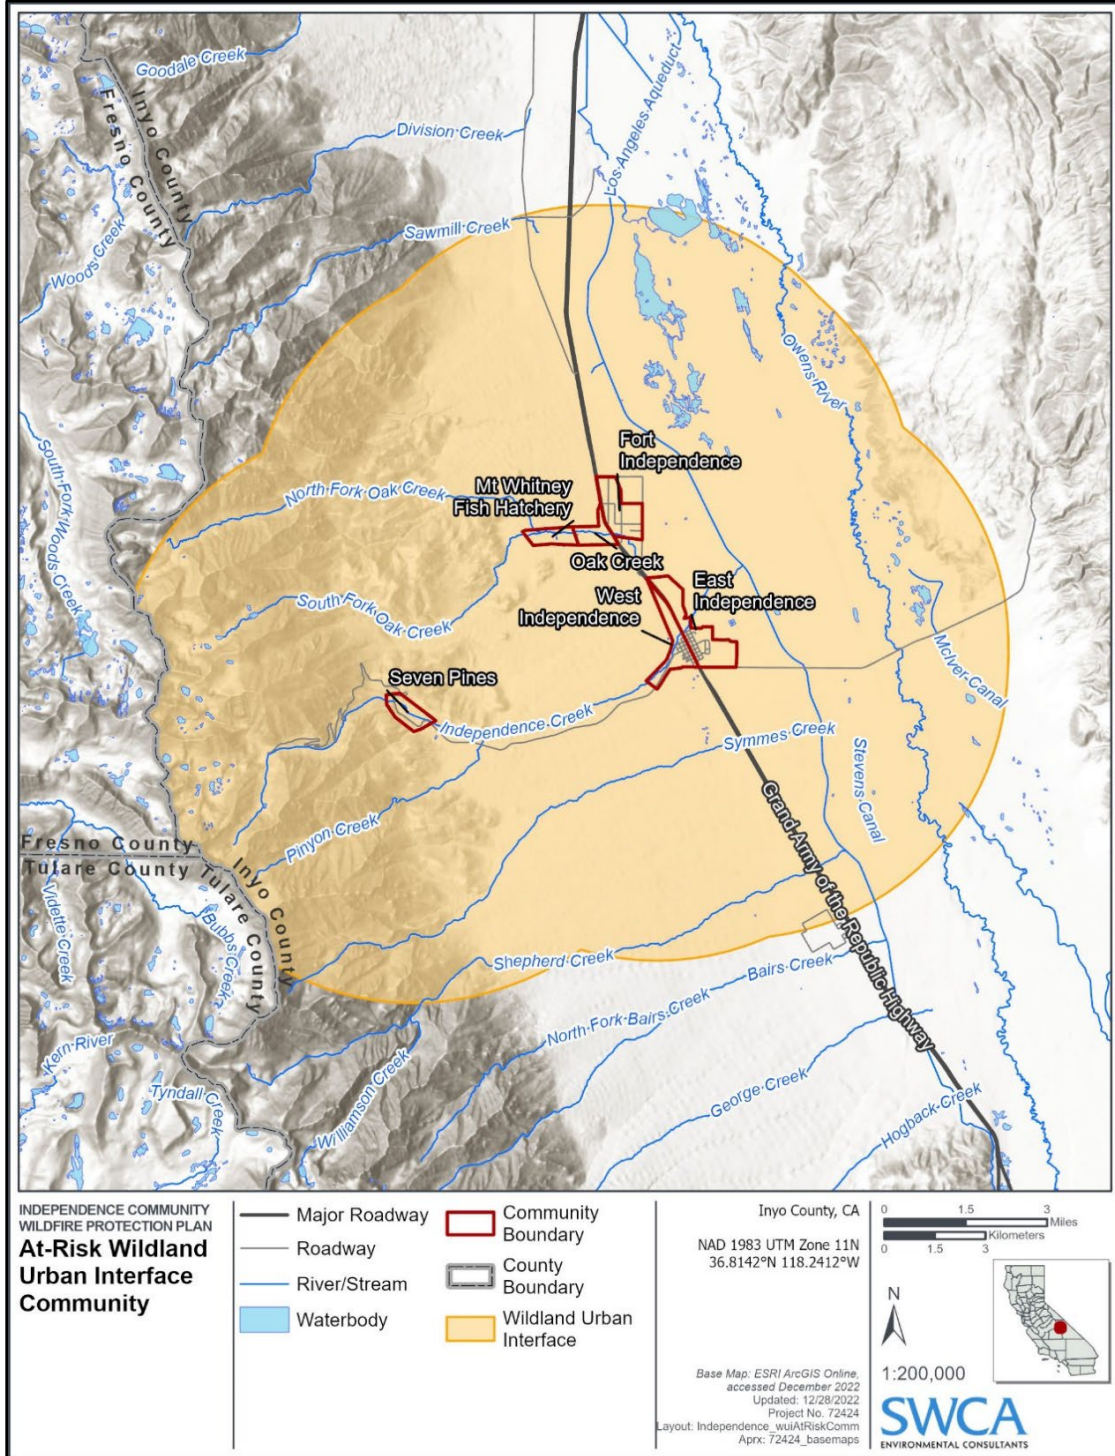 Goodale Creek
Inyo County
Fresno County
Division Creek
Los Angeles Aqueduct
Sawmill Creek
Woods Creek
Owens River
South Fork Woods Creek
Fort
Independence
Mt Whitney
Fish Hatchery
North Fork Oak Creek
Oak Creek
South Fork
Oak Creek
West
Independence
East
Independence
McIver Canal
Seven Pines
Independence Creek
Symmes Creek
Stevens Canal
Pinyon Creek
Grand Army of the Republic Highway
Fresno County
Tulare County
Inyo County
Tulare County
Vidette Creek
Bubbs Creek
Shepherd Creek
Bairs Creek
North Fork Bairs Creek
Kern River
Tyndall Creek
Williamson Creek
George Creek
Hogback Creek
INDEPENDENCE COMMUNITY
WILDFIRE PROTECTION PLAN
At-Risk Wildland
Urban Interface
Community
Major Roadway
Roadway
River/Stream
Waterbody
Community
Boundary
County
Boundary
Wildland Urban
Interface
Inyo County, CA
NAD 1983 UTM Zone 11N
36.8142°N 118.2412°W
Base Map: ESRI ArcGIS Online,
accessed December 2022
Updated: 12/28/2022
Project No. 72424
Layout: Independence_wuiAtRiskComm
Aprx: 72424_basemaps
0 1.5 3
Miles
Kilometers
0 1.5 3
N
1:200,000
SWCA
ENVIRONMENTAL CONSULTANTS